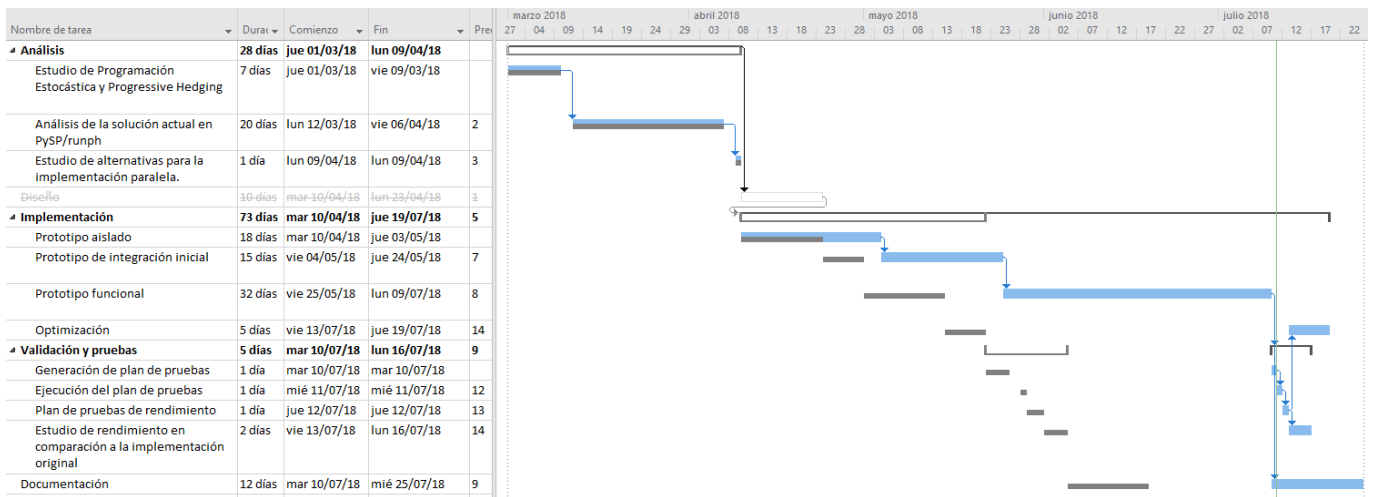 marzo 2018 abril 2018 mayo 2018 junio 2018 julio 2018
Nombre de tarea Durac Comienzo Fin Pre 27 04 09 14 19 24 29 03 08 13 18 23 28 03 08 13 18 23 28 02 07 12 17 22 27 02 07 12 17 22
Análisis 28 días jue 01/03/18 lun 09/04/18
Estudio de Programación 7 días jue 01/03/18 vie 09/03/18
Estocástica y Progressive Hedging
Análisis de la solución actual en 20 días lun 12/03/18 vie 06/04/18 2
PySP/runph
Estudio de alternativas para la 1 día lun 09/04/18 lun 09/04/18 3
implementación paralela.
Diseño 10 días mar 10/04/18 lun 23/04/18 1
Implementación 73 días mar 10/04/18 jue 19/07/18 5
Prototipo aislado 18 días mar 10/04/18 jue 03/05/18
Prototipo de integración inicial 15 días vie 04/05/18 jue 24/05/18 7
Prototipo funcional 32 días vie 25/05/18 lun 09/07/18 8
Optimización 5 días vie 13/07/18 jue 19/07/18 14
Validación y pruebas 5 días mar 10/07/18 lun 16/07/18 9
Generación de plan de pruebas 1 día mar 10/07/18 mar 10/07/18
Ejecución del plan de pruebas 1 día mié 11/07/18 mié 11/07/18 12
Plan de pruebas de rendimiento 1 día jue 12/07/18 jue 12/07/18 13
Estudio de rendimiento en 2 días vie 13/07/18 lun 16/07/18 14
comparación a la implementación
original
Documentación 12 días mar 10/07/18 mié 25/07/18 9